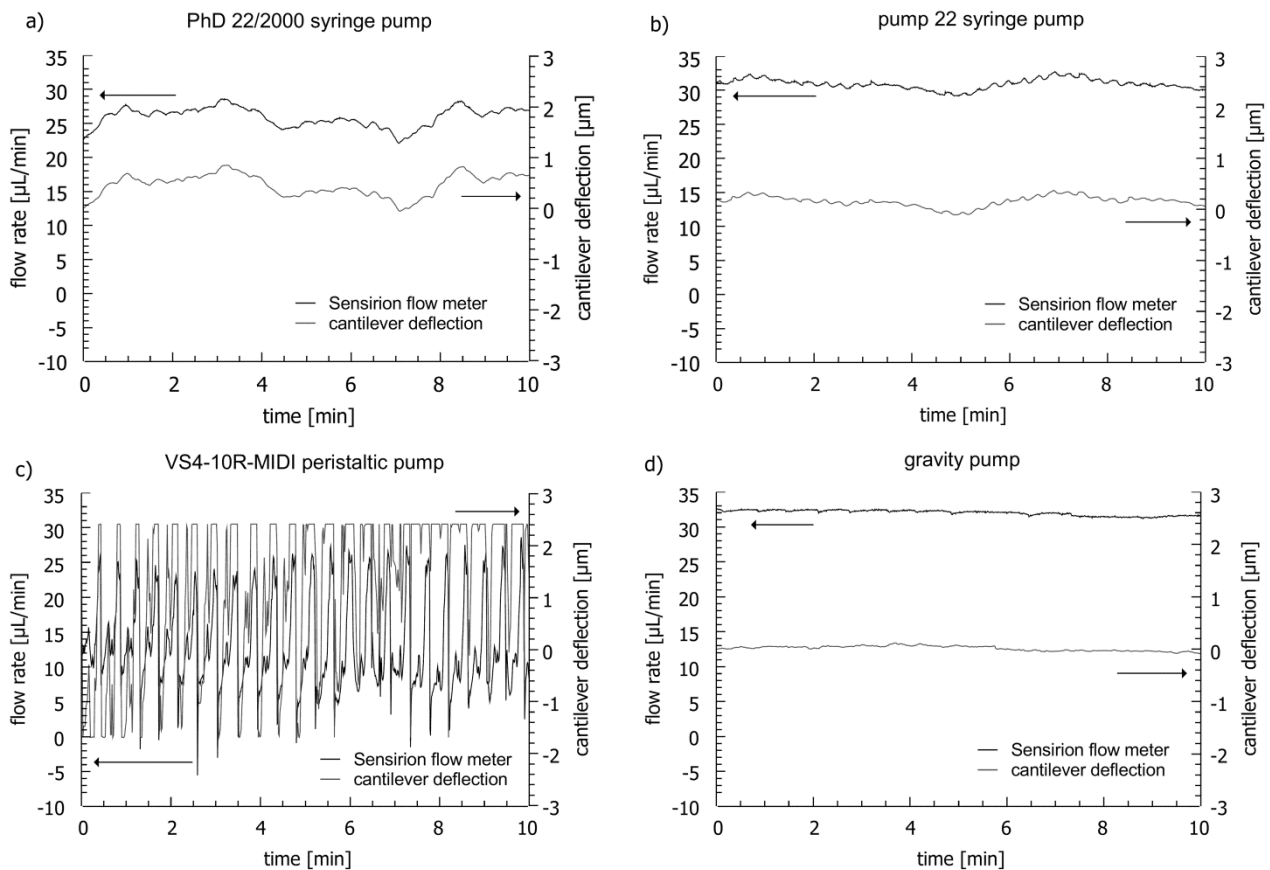 a)
PhD 22/2000 syringe pump
35
30
25
20
15
10
5
0
-5
-10
flow rate [µL/min]
3
2
1
0
-1
-2
-3
cantilever deflection [µm]
Sensirion flow meter
cantilever deflection
0 2 4 6 8 10
time [min]
b)
pump 22 syringe pump
35
30
25
20
15
10
5
0
-5
-10
flow rate [µL/min]
3
2
1
0
-1
-2
-3
cantilever deflection [µm]
Sensirion flow meter
cantilever deflection
0 2 4 6 8 10
time [min]
c)
VS4-10R-MIDI peristaltic pump
35
30
25
20
15
10
5
0
-5
-10
flow rate [µL/min]
3
2
1
0
-1
-2
-3
cantilever deflection [µm]
Sensirion flow meter
cantilever deflection
0 2 4 6 8 10
time [min]
d)
gravity pump
35
30
25
20
15
10
5
0
-5
-10
flow rate [µL/min]
3
2
1
0
-1
-2
-3
cantilever deflection [µm]
Sensirion flow meter
cantilever deflection
0 2 4 6 8 10
time [min]